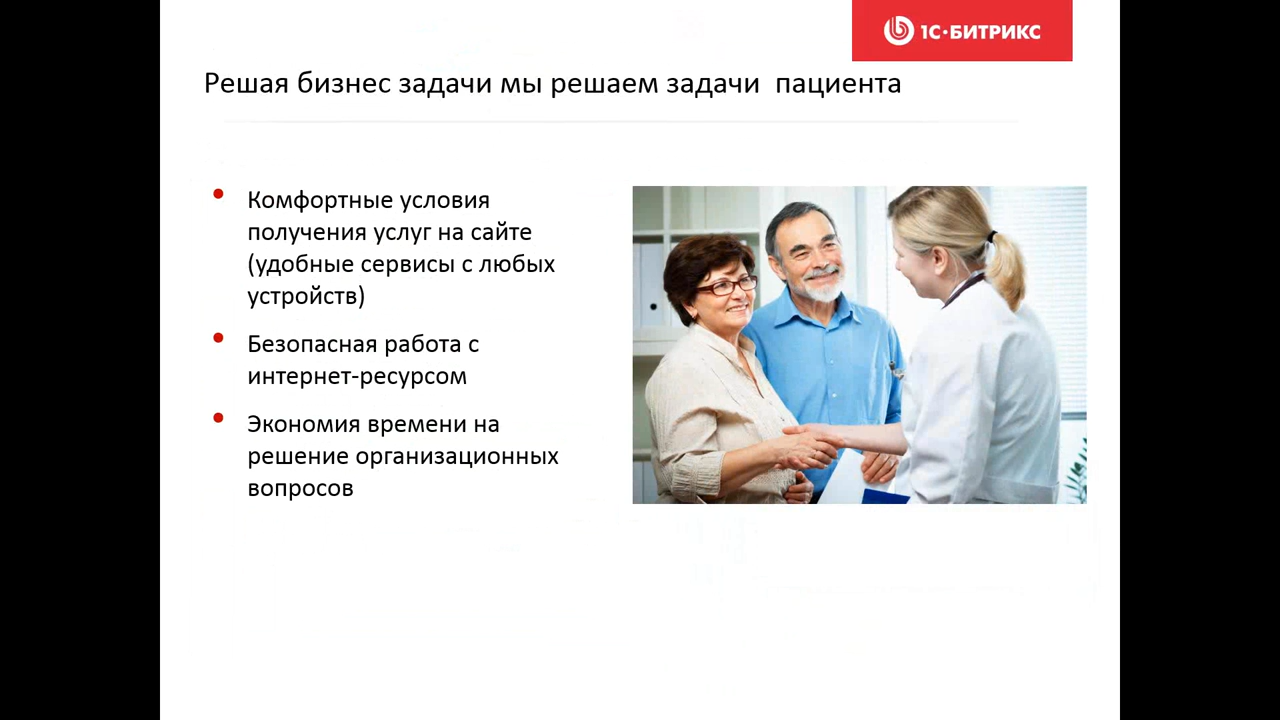 1С·БИТРИКС
Решая бизнес задачи мы решаем задачи  пациента
• Комфортные условия
получения услуг на сайте
(удобные сервисы с любых
устройств)
• Безопасная работа с
интернет-ресурсом
• Экономия времени на
решение организационных
вопросов